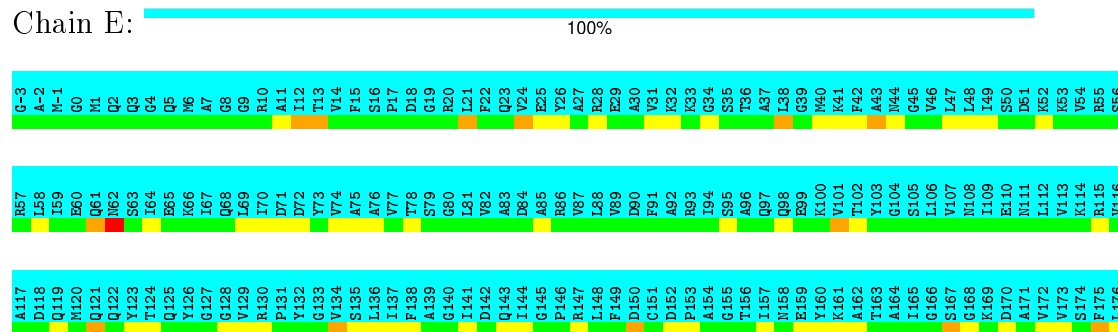 Chain E:
100%
G-3 A-2 M-1 G0 M1 Q2 Q3 G4 Q5 M6 A7 G8 G9 R10 A11 I12 T13 V14 F15 S16 P17 D18 G19 R20 L21 F22 Q23 V24 E25 Y26 A27 R28 E29 A30 V31 K32 K33 G34 S35 T36 A37 L38 G39 M40 K41 F42 A43 N44 G45 V46 L47 L48 I49 S50 D51 K52 K53 V54 R55 S56
R57 L58 I59 E60 Q61 N62 S63 I64 E65 K66 I67 Q68 L69 I70 D71 D72 Y73 V74 A75 A76 V77 T78 S79 G80 L81 V82 A83 D84 A85 R86 V87 L88 V89 D90 F91 A92 R93 I94 S95 A96 Q97 Q98 E99 K100 M101 T102 Y103 G104 S105 L106 V107 N108 I109 E110 N111 L112 V113 K114 R115
A117 D118 Q119 M120 Q121 Q122 Y123 T124 Q125 Y126 G127 G128 V129 R130 P131 Y132 G133 V134 S135 L136 I137 F138 A139 G140 I141 D142 Q143 I144 G145 P146 R147 L148 F149 D150 C151 D152 P153 A154 G155 T156 I157 N158 E159 Y160 K161 A162 T163 A164 I165 G166 S167 G168 K169 D170 A171 V172 V173 S174 F175